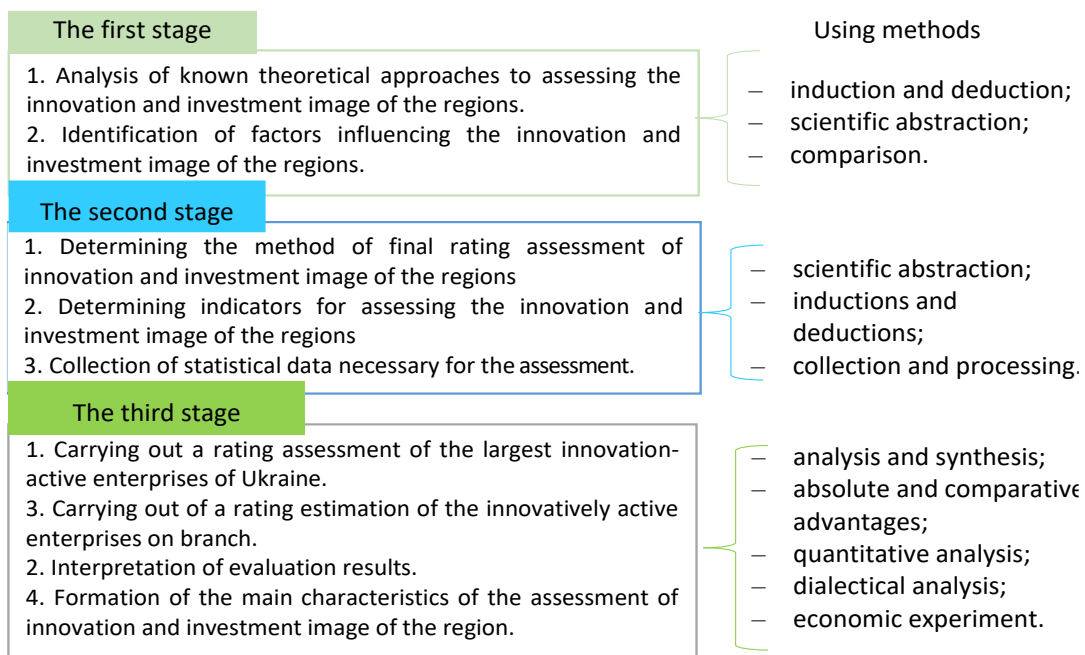 The first stage
Using methods
1. Analysis of known theoretical approaches to assessing the
innovation and investment image of the regions.
2. Identification of factors influencing the innovation and
investment image of the regions.
– induction and deduction;
– scientific abstraction;
– comparison.
The second stage
1. Determining the method of final rating assessment of
innovation and investment image of the regions
2. Determining indicators for assessing the innovation and
investment image of the regions
3. Collection of statistical data necessary for the assessment.
– scientific abstraction;
– inductions and
deductions;
– collection and processing.
The third stage
1. Carrying out a rating assessment of the largest innovation-
active enterprises of Ukraine.
3. Carrying out of a rating estimation of the innovatively active
enterprises on branch.
2. Interpretation of evaluation results.
4. Formation of the main characteristics of the assessment of
innovation and investment image of the region.
– analysis and synthesis;
– absolute and comparative
advantages;
– quantitative analysis;
– dialectical analysis;
– economic experiment.